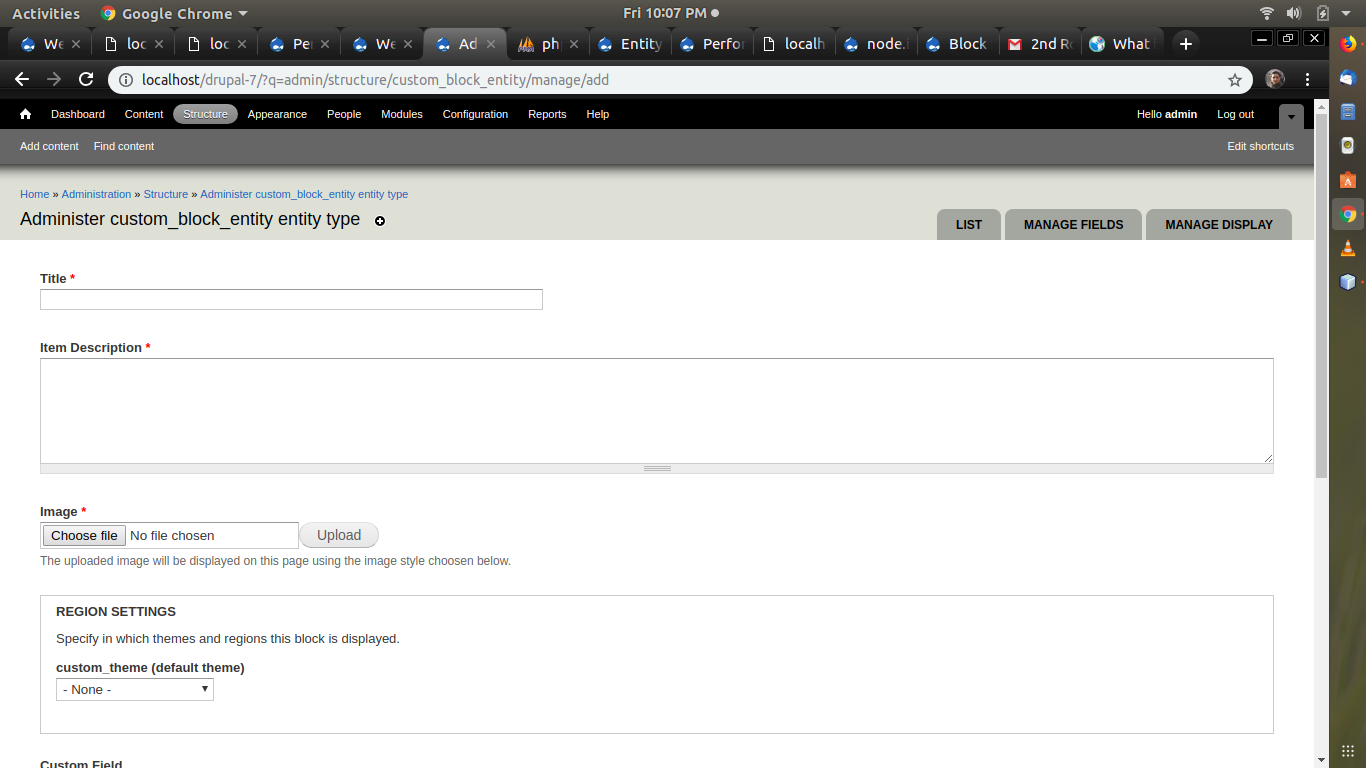 Activities Google Chrome Fri 10:07 PM
We loc loc Per We Ad ph Entity Perfor localh node.i Block 2nd Ro What
localhost/drupal-7/?q=admin/structure/custom_block_entity/manage/add
Dashboard Content Structure Appearance People Modules Configuration Reports Help Hello admin Log out
Add content Find content Edit shortcuts
Home » Administration » Structure » Administer custom_block_entity entity type
Administer custom_block_entity entity type
LIST MANAGE FIELDS MANAGE DISPLAY
Title *
Item Description *
Image *
Choose file No file chosen Upload
The uploaded image will be displayed on this page using the image style choosen below.
REGION SETTINGS
Specify in which themes and regions this block is displayed.
custom_theme (default theme)
- None -
Custom Field